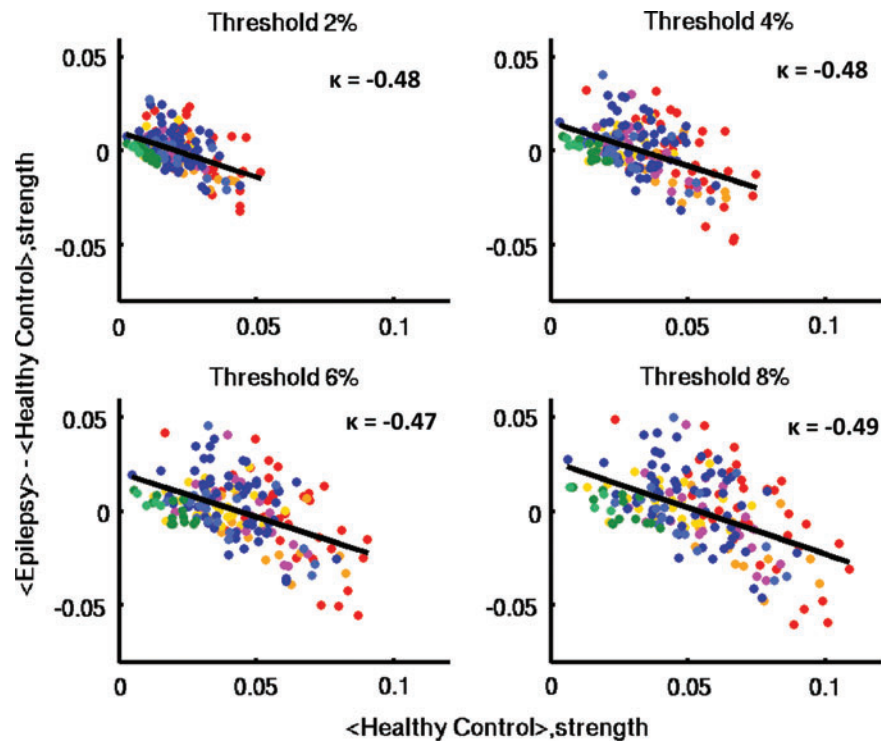 Threshold 2%
κ = -0.48
0.05
0
-0.05
0
0.05
0.1
Threshold 4%
κ = -0.48
0.05
0
-0.05
0
0.05
0.1
Threshold 6%
κ = -0.47
0.05
0
-0.05
0
0.05
0.1
Threshold 8%
κ = -0.49
0.05
0
-0.05
0
0.05
0.1
<Epilepsy> - <Healthy Control>,strength
<Healthy Control>,strength